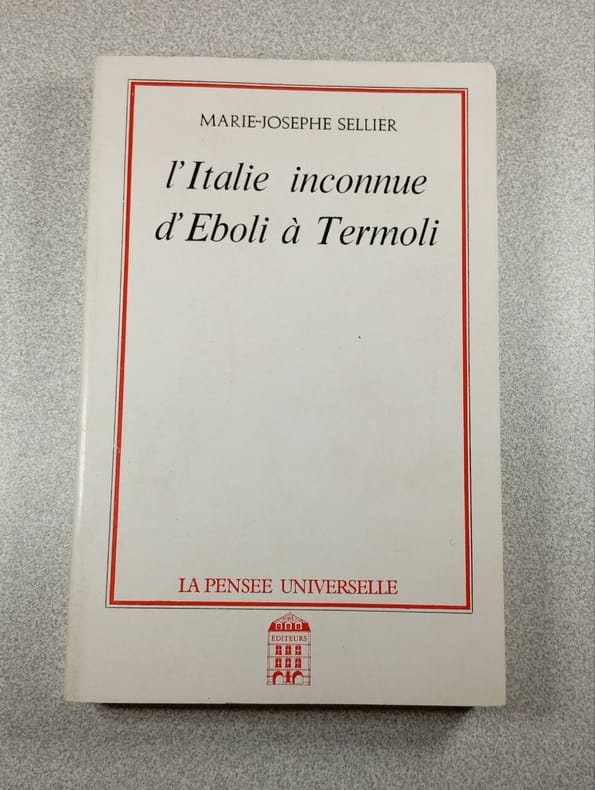 MARIE-JOSEPHE SELLIER
l'Italie inconnue
d'Eboli à Termoli
LA PENSEE UNIVERSELLE
EDITEURS